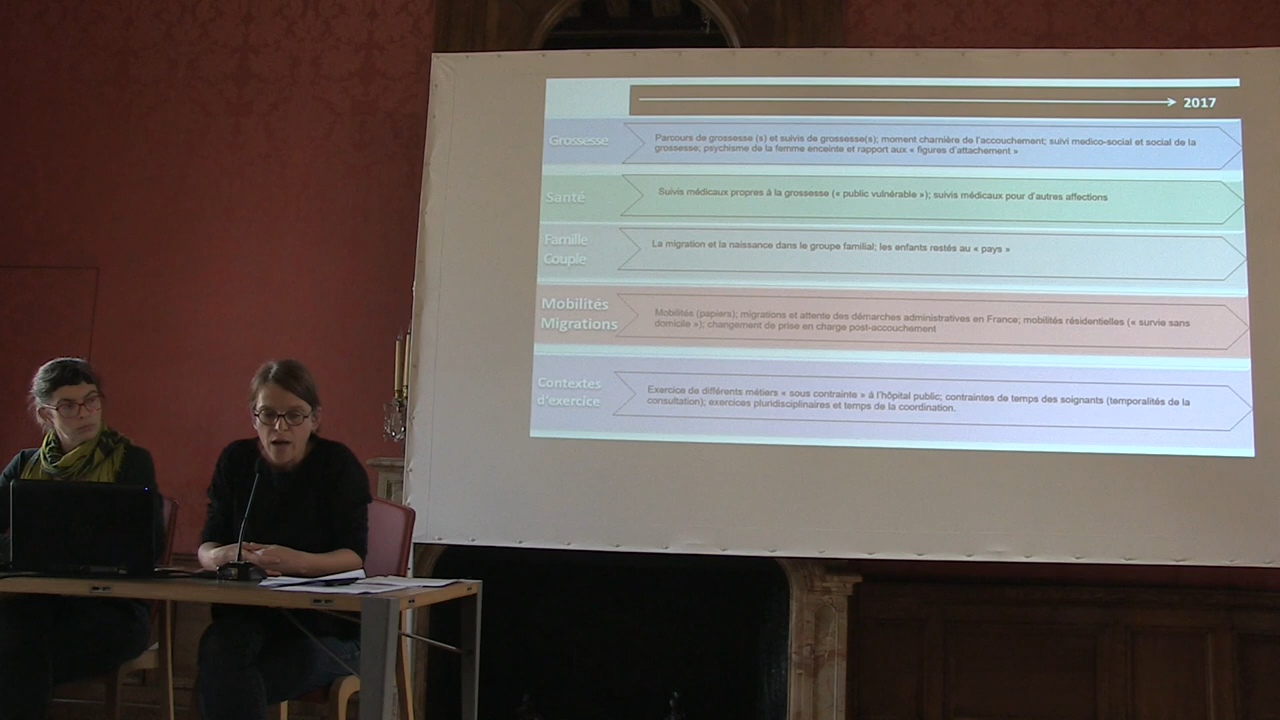 2017
Grossesse
Parcours de grossesse (s) et suivis de grossesse(s); moment charnière de l'accouchement; suivi medico-social et social de la
grossesse; psychisme de la femme enceinte et rapport aux « figures d'attachement »
Santé
Suivis médicaux propres à la grossesse (« public vulnérable »); suivis médicaux pour d'autres affections
Famille
Couple
La migration et la naissance dans le groupe familial; les enfants restés au « pays »
Mobilités
Migrations
Mobilités (papiers); migrations et attente des démarches administratives en France; mobilités résidentielles (« survie sans
domicile »); changement de prise en charge post-accouchement
Contextes
d'exercice
Exercice de différents métiers « sous contrainte » à l'hôpital public; contraintes de temps des soignants (temporalités de la
consultation); exercices pluridisciplinaires et temps de la coordination.